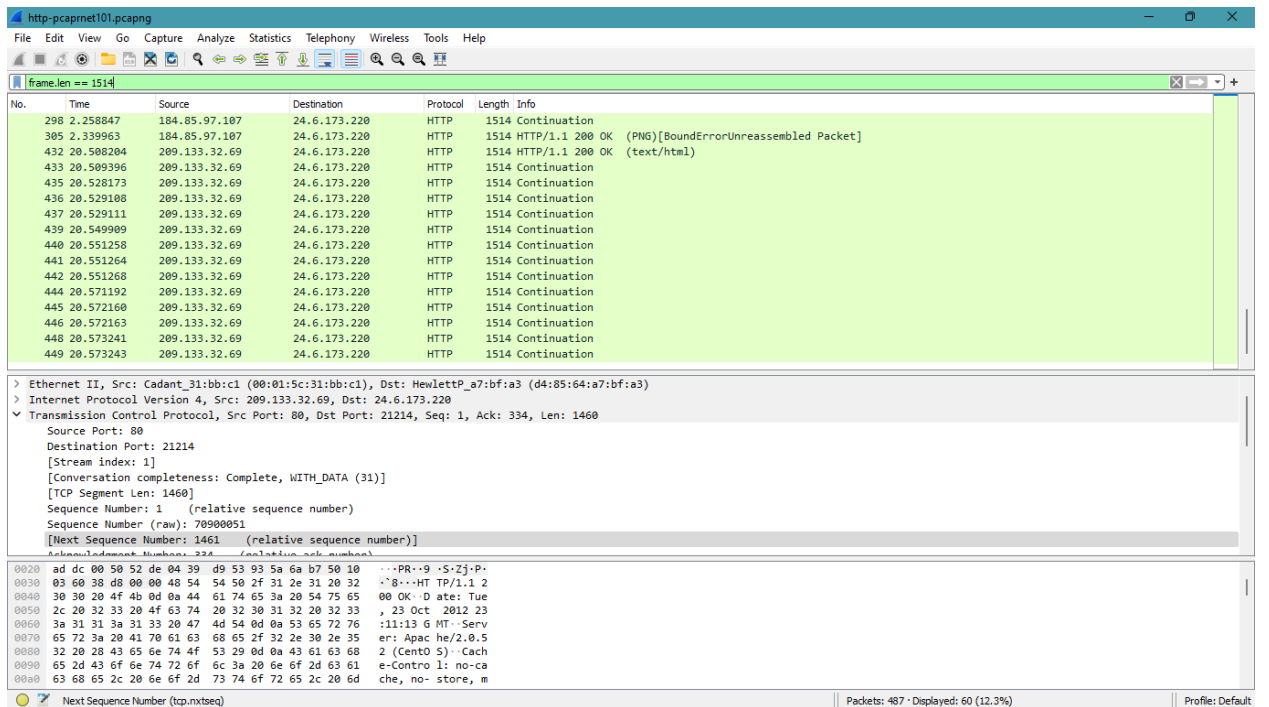 http-pcaprnet101.pcapng
File Edit View Go Capture Analyze Statistics Telephony Wireless Tools Help
frame.len == 1514
No. Time Source Destination Protocol Length Info
298 2.258847 184.85.97.107 24.6.173.220 HTTP 1514 Continuation
305 2.339963 184.85.97.107 24.6.173.220 HTTP 1514 HTTP/1.1 200 OK (PNG)[BoundErrorUnreassembled Packet]
432 20.508204 209.133.32.69 24.6.173.220 HTTP 1514 HTTP/1.1 200 OK (text/html)
433 20.509396 209.133.32.69 24.6.173.220 HTTP 1514 Continuation
435 20.528173 209.133.32.69 24.6.173.220 HTTP 1514 Continuation
436 20.529108 209.133.32.69 24.6.173.220 HTTP 1514 Continuation
437 20.529111 209.133.32.69 24.6.173.220 HTTP 1514 Continuation
439 20.549909 209.133.32.69 24.6.173.220 HTTP 1514 Continuation
440 20.551258 209.133.32.69 24.6.173.220 HTTP 1514 Continuation
441 20.551264 209.133.32.69 24.6.173.220 HTTP 1514 Continuation
442 20.551268 209.133.32.69 24.6.173.220 HTTP 1514 Continuation
444 20.571192 209.133.32.69 24.6.173.220 HTTP 1514 Continuation
445 20.572160 209.133.32.69 24.6.173.220 HTTP 1514 Continuation
446 20.572163 209.133.32.69 24.6.173.220 HTTP 1514 Continuation
448 20.573241 209.133.32.69 24.6.173.220 HTTP 1514 Continuation
449 20.573243 209.133.32.69 24.6.173.220 HTTP 1514 Continuation
Ethernet II, Src: Cadant_31:bb:c1 (00:01:5c:31:bb:c1), Dst: HewlettP_a7:bf:a3 (d4:85:64:a7:bf:a3)
Internet Protocol Version 4, Src: 209.133.32.69, Dst: 24.6.173.220
Transmission Control Protocol, Src Port: 80, Dst Port: 21214, Seq: 1, Ack: 334, Len: 1460
Source Port: 80
Destination Port: 21214
[Stream index: 1]
[Conversation completeness: Complete, WITH_DATA (31)]
[TCP Segment Len: 1460]
Sequence Number: 1 (relative sequence number)
Sequence Number (raw): 70900051
[Next Sequence Number: 1461 (relative sequence number)]
Acknowledgment Number: 334 (relative ack number)
0020 ad dc 00 50 52 de 04 39 d9 53 93 5a 6a b7 50 10 ···PR··9 ·S·Zj·P·
0030 03 60 38 d8 00 00 48 54 54 50 2f 31 2e 31 20 32 ·`8···HT TP/1.1 2
0040 30 30 20 4f 4b 0d 0a 44 61 74 65 3a 20 54 75 65 00 OK··D ate: Tue
0050 2c 20 32 33 20 4f 63 74 20 32 30 31 32 20 32 33 , 23 Oct 2012 23
0060 3a 31 31 3a 31 33 20 47 4d 54 0d 0a 53 65 72 76 :11:13 G MT··Serv
0070 65 72 3a 20 41 70 61 63 68 65 2f 32 2e 30 2e 35 er: Apac he/2.0.5
0080 32 20 28 43 65 6e 74 4f 53 29 0d 0a 43 61 63 68 2 (CentO S)··Cach
0090 65 2d 43 6f 6e 74 72 6f 6c 3a 20 6e 6f 2d 63 61 e-Contro l: no-ca
00a0 63 68 65 2c 20 6e 6f 2d 73 74 6f 72 65 2c 20 6d che, no- store, m
Next Sequence Number (tcp.nxtseq) Packets: 487 · Displayed: 60 (12.3%) Profile: Default